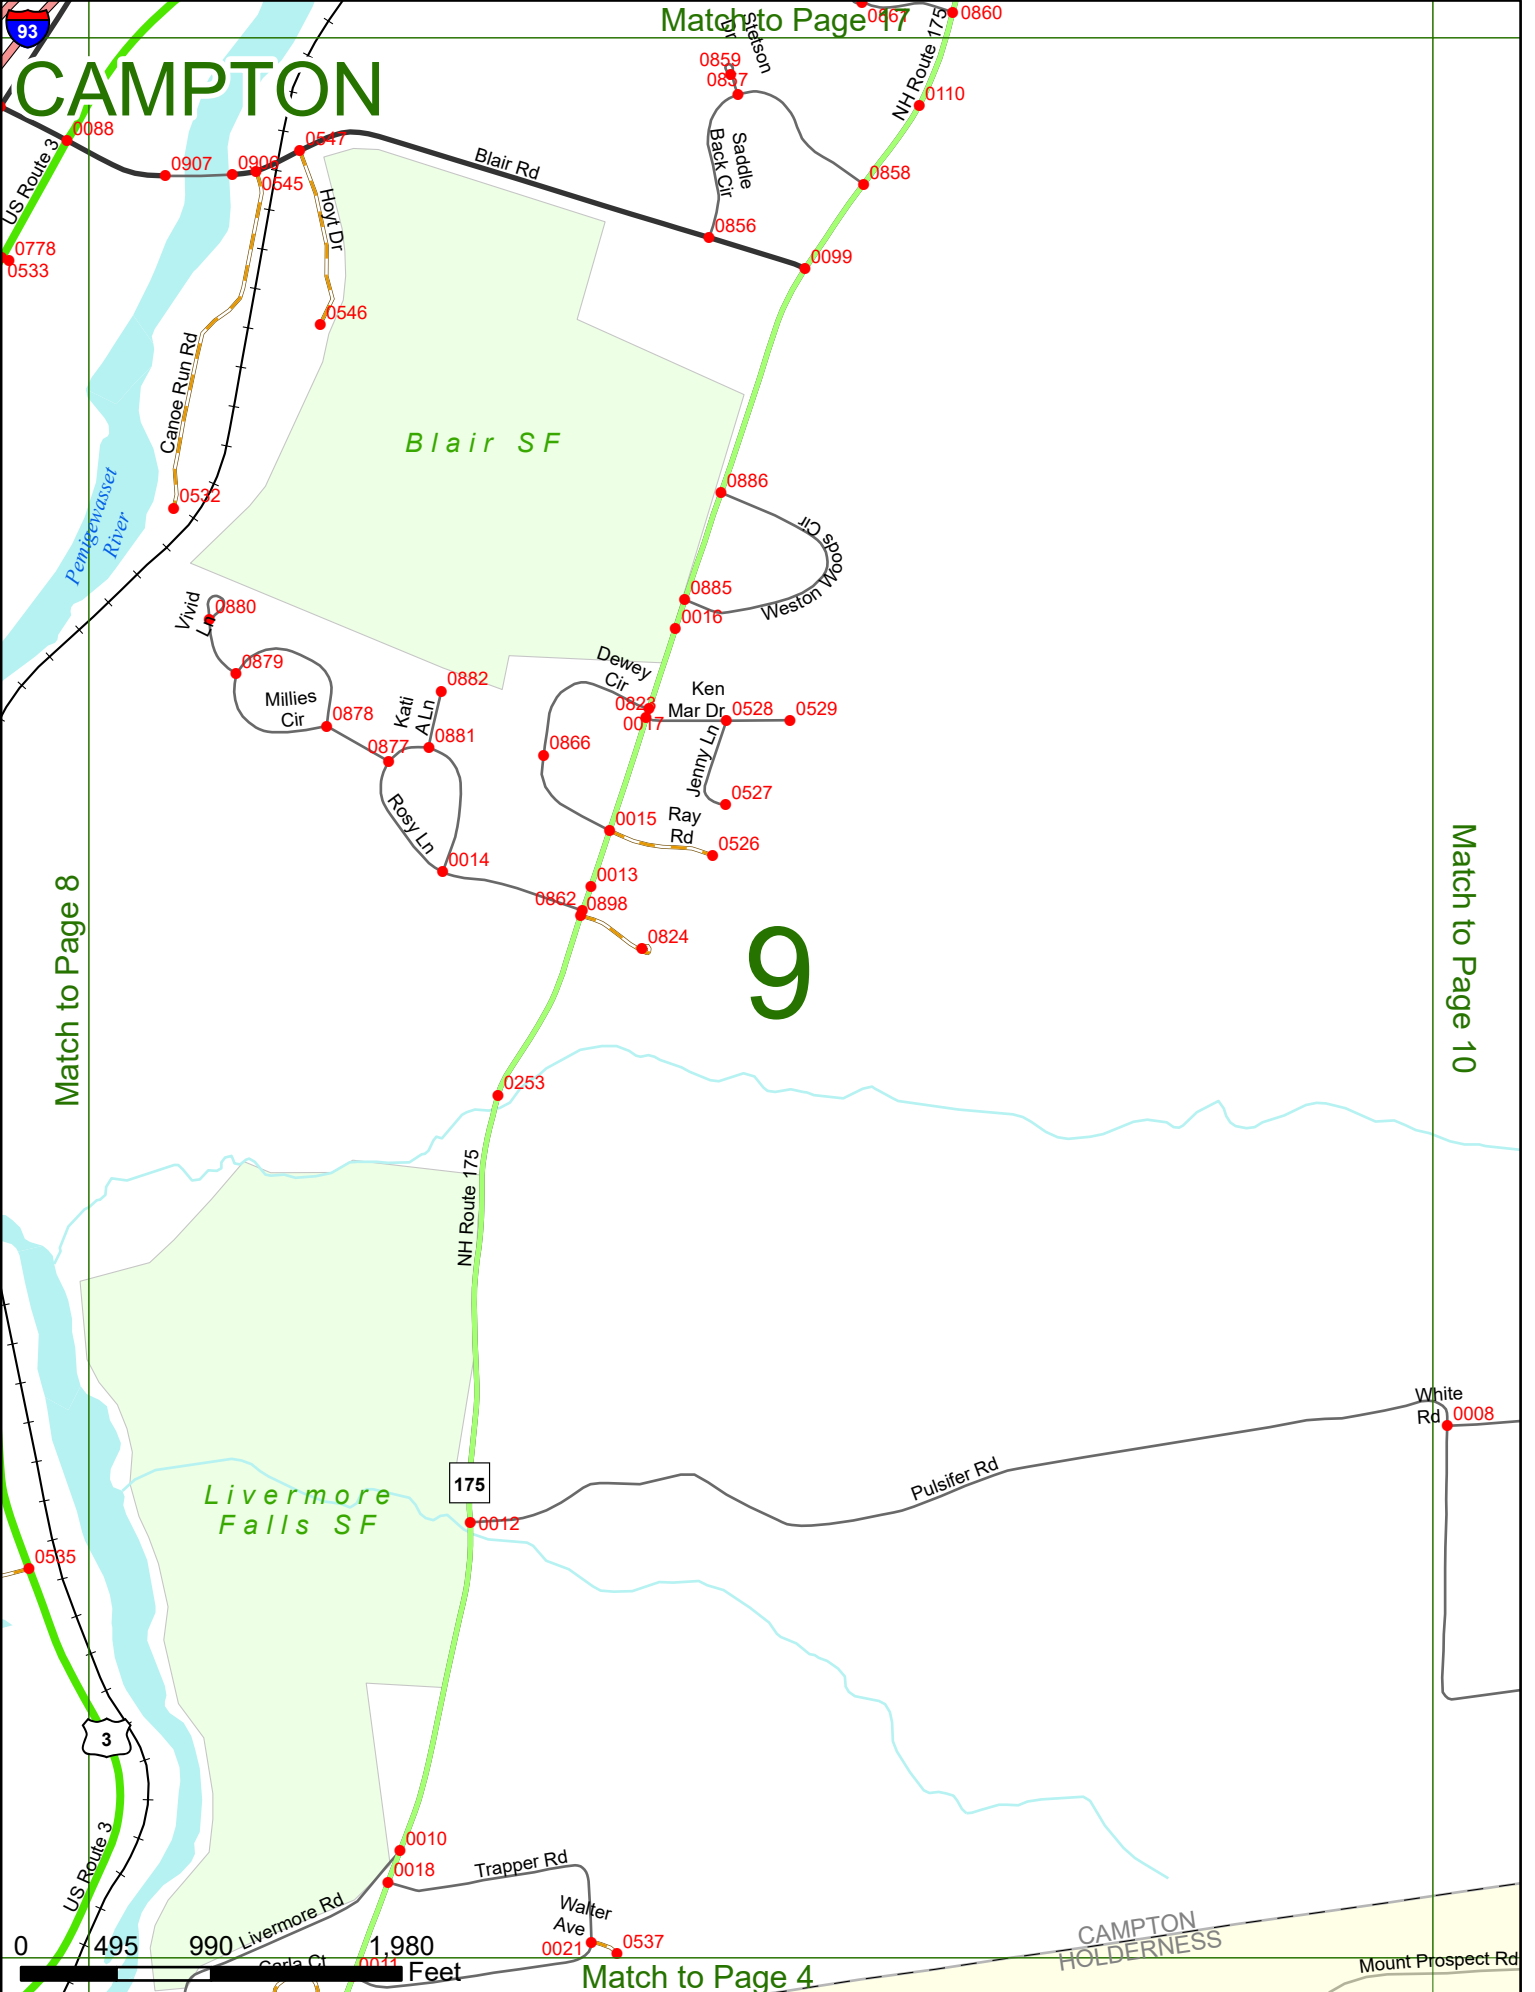 Match to Page 17
93
CAMPTON
0861
0860
NH Route 175
Stetson
Dr
0859
0857
0110
0088
US Route 3
0907
0906
0545
0547
Blair Rd
Saddle
Back Cir
0858
0856
0099
0778
0533
Hoyt Dr
0546
Canoe Run Rd
Blair SF
0532
Pemigewasset
River
0886
Weston Woods Cir
0885
0016
Vivid
Ln
0880
0879
Millies
Cir
0878
0882
Kati
A Ln
0881
0877
Rosy Ln
0014
Dewey
Cir
0823
0017
Ken
Mar Dr
0528
0529
Jenny Ln
0527
0866
0015
Ray
Rd
0526
0013
0862
0898
0824
9
Match to Page 8
Match to Page 10
0253
NH Route 175
White
Rd
0008
Pulsifer Rd
175
Livermore
Falls SF
0012
0535
3
US Route 3
0010
0018
Trapper Rd
Livermore Rd
Walter
Ave
0021
0537
CAMPTON
HOLDERNESS
Mount Prospect Rd
0
495
990
1,980
Feet
Carla Ct
0011
Match to Page 4